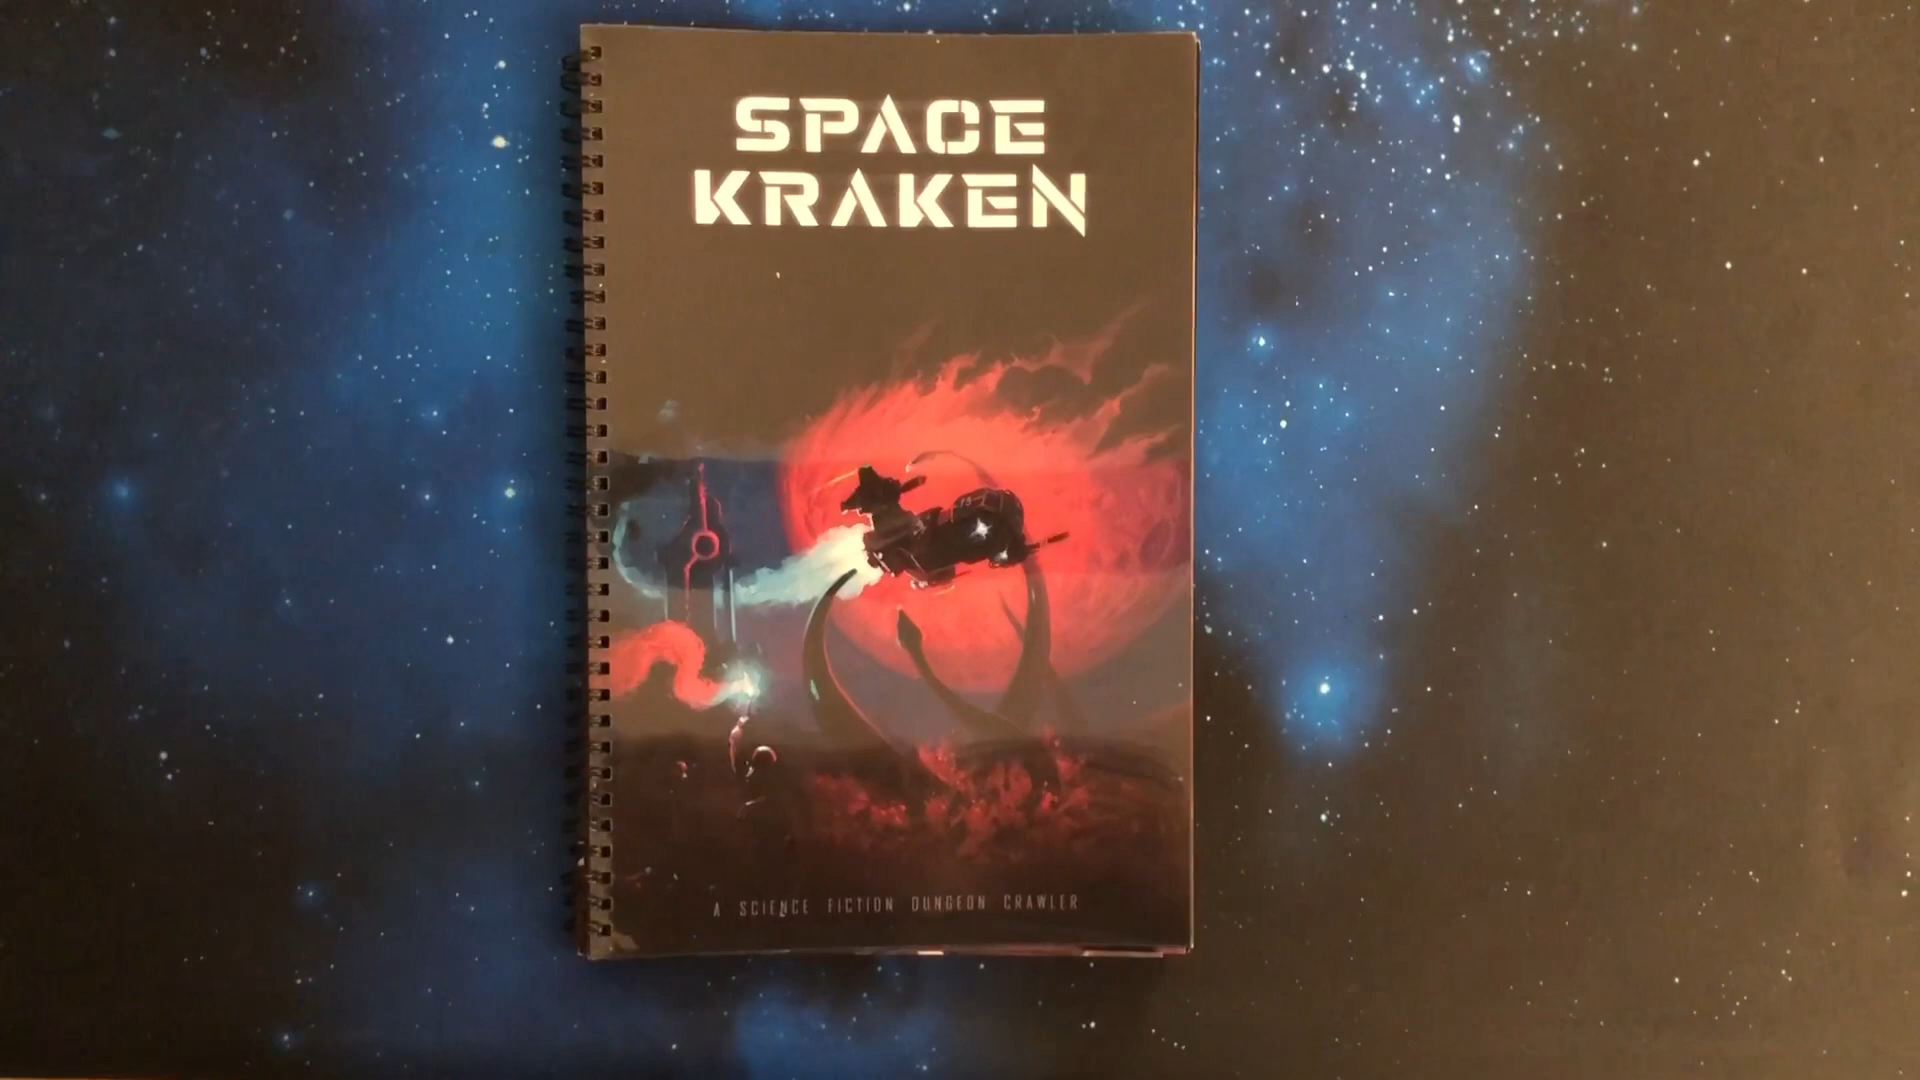 SPACE
KRAKEN
A SCIENCE FICTION DUNGEON CRAWLER